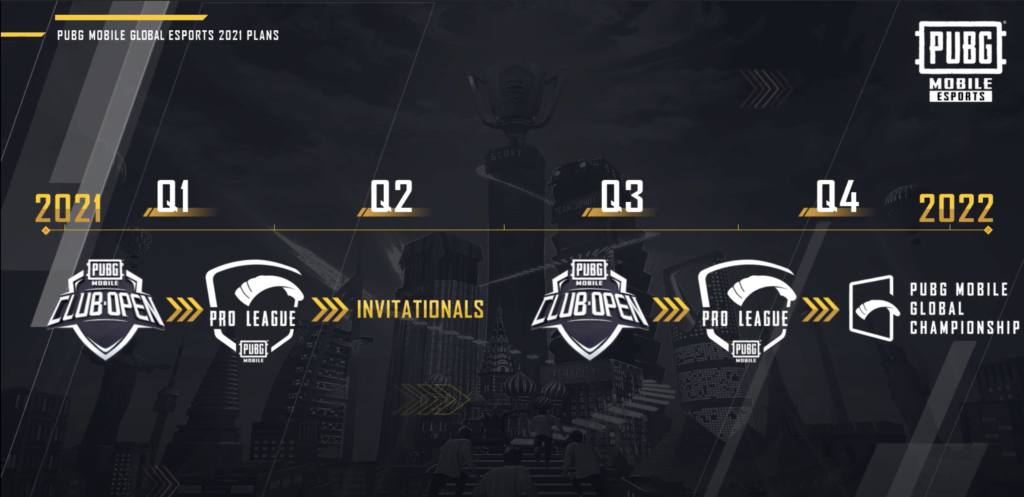 PUBG MOBILE GLOBAL ESPORTS 2021 PLANS
PUBG
MOBILE
ESPORTS
2021
Q1
Q2
Q3
Q4
2022
PUBG
MOBILE
CLUB·OPEN
PRO LEAGUE
PUBG
MOBILE
INVITATIONALS
PUBG
MOBILE
CLUB·OPEN
PRO LEAGUE
PUBG
MOBILE
PUBG MOBILE
GLOBAL
CHAMPIONSHIP